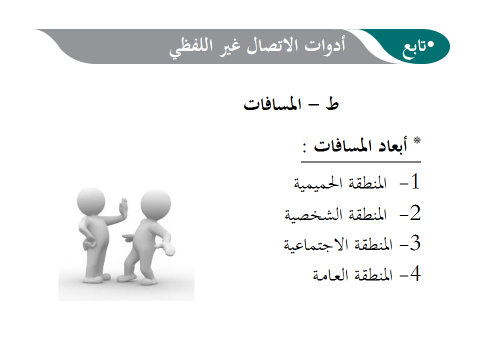 •تابع
أدوات الاتصال غير اللفظي
ط – المسافات
* أبعاد المسافات :
1- المنطقة الحميمية
2- المنطقة الشخصية
3- المنطقة الاجتماعية
4- المنطقة العامة